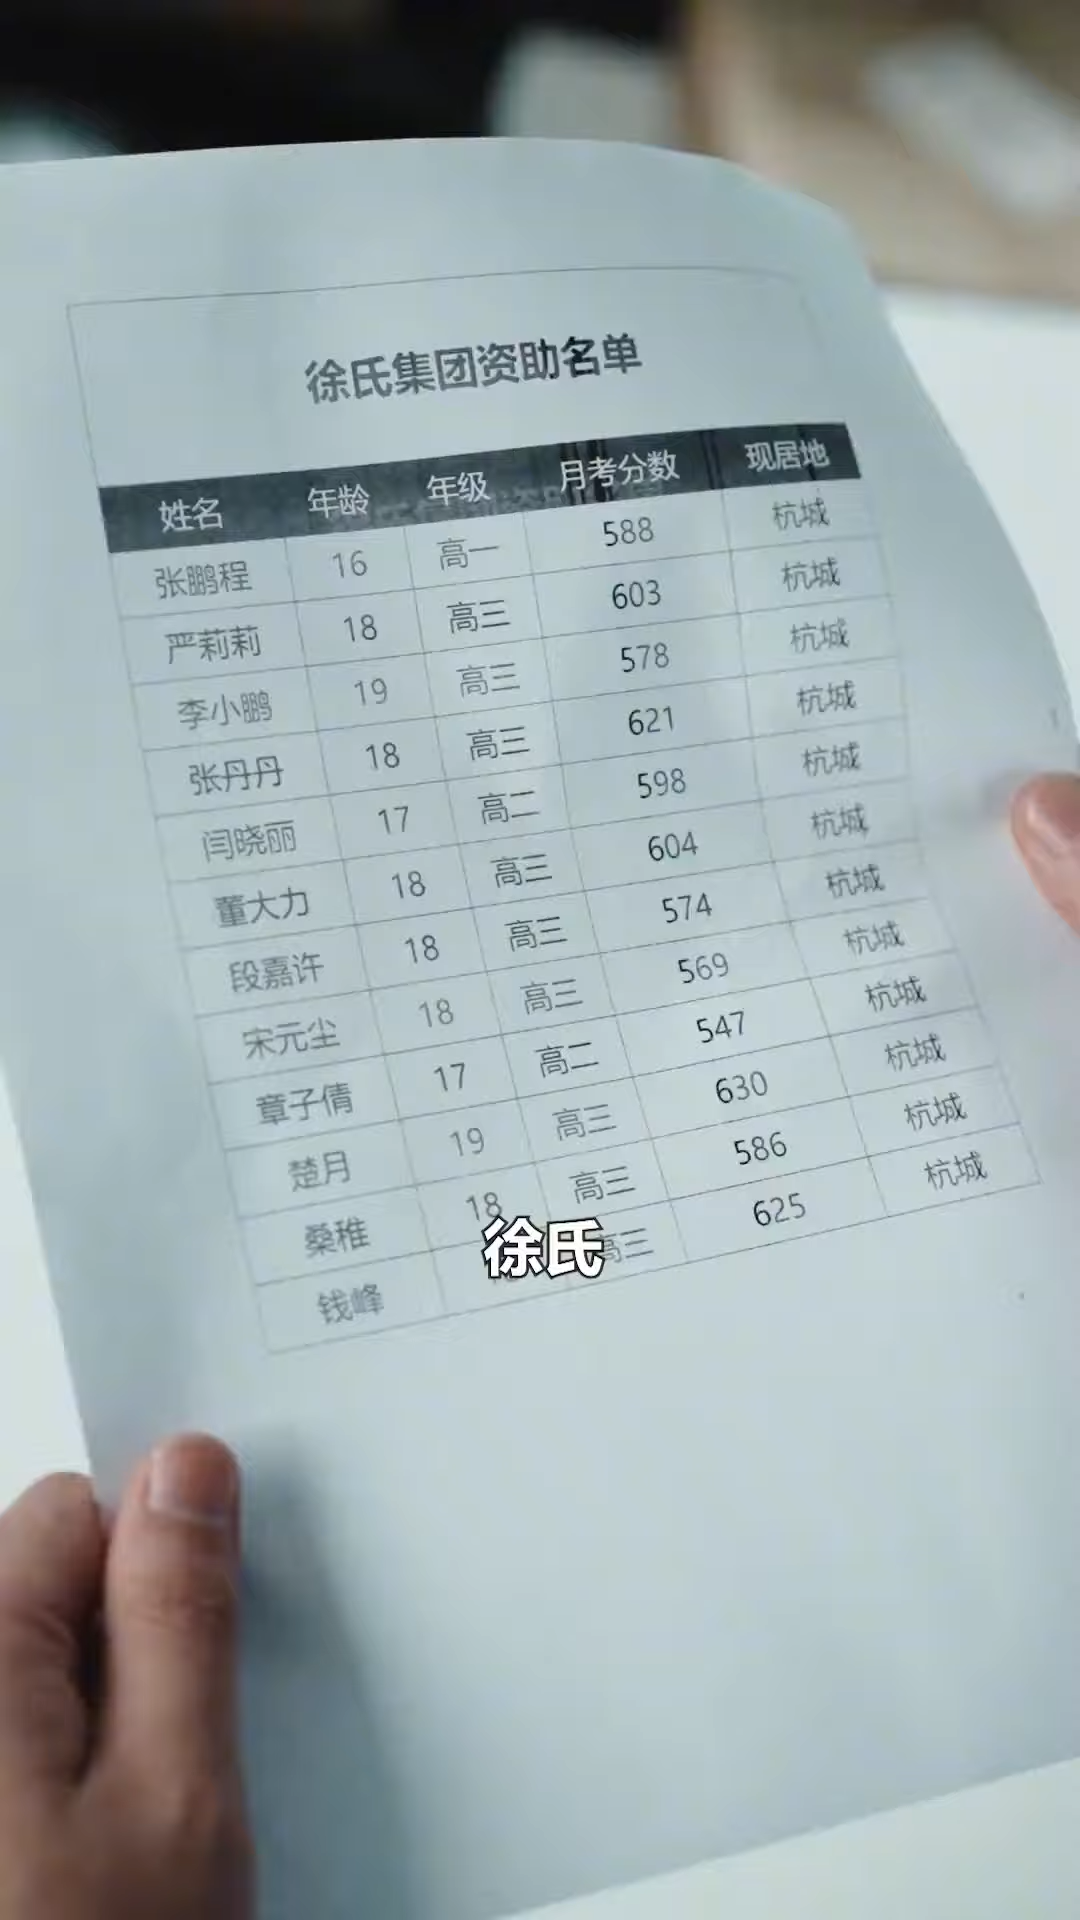 徐氏集团资助名单
姓名 年龄 年级 月考分数 现居地
张鹏程 16 高一 588 杭城
严莉莉 18 高三 603 杭城
李小鹏 19 高三 578 杭城
张丹丹 18 高三 621 杭城
闫晓丽 17 高二 598 杭城
董大力 18 高三 604 杭城
段嘉许 18 高三 574 杭城
宋元尘 18 高三 569 杭城
章子倩 17 高二 547 杭城
楚月 19 高三 630 杭城
桑稚 18 高三 586 杭城
钱峰 高三 625 杭城
徐氏